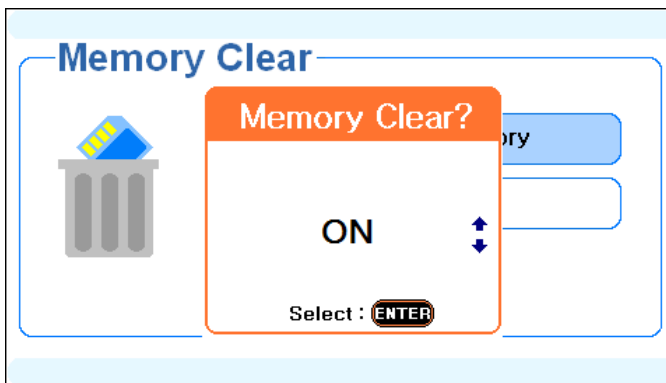 Memory Clear
Memory Clear?
ory
ON
Select : ENTER